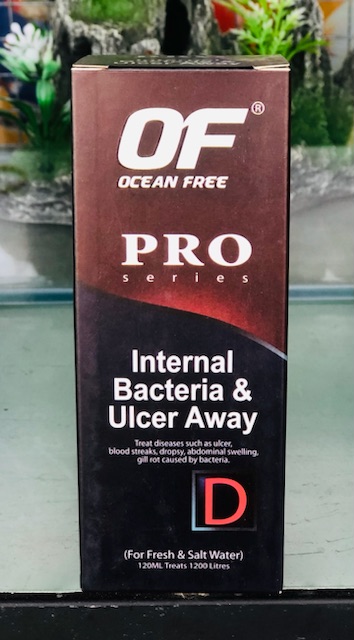 OF®
OCEAN FREE
PRO
series
Internal
Bacteria &
Ulcer Away
Treat diseases such as ulcer,
blood streaks, dropsy, abdominal swelling,
gill rot caused by bacteria.
D
(For Fresh & Salt Water)
120ML Treats 1200 Litres